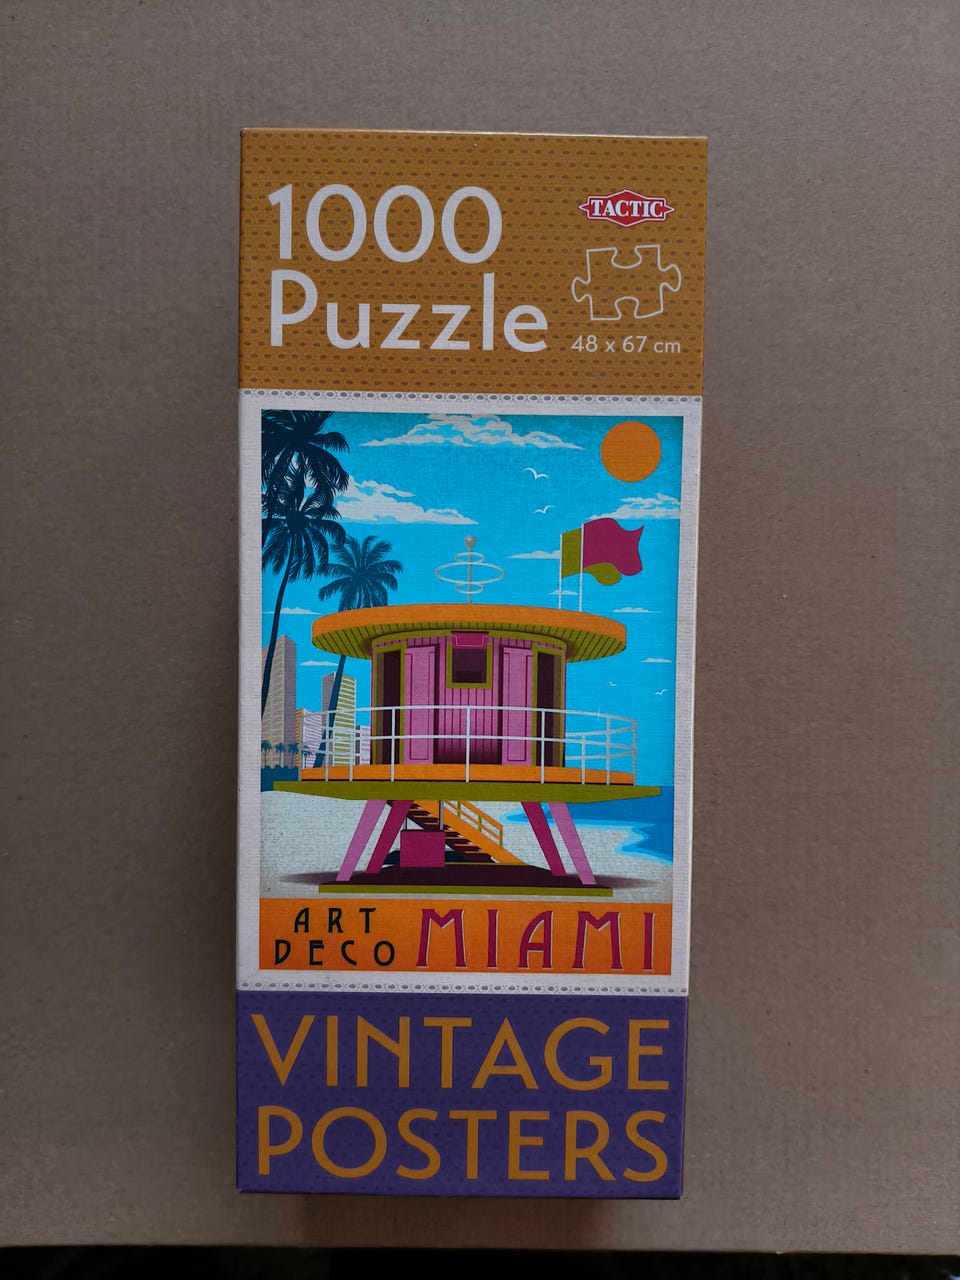 1000
Puzzle
TACTIC
48 x 67 cm
ART
DECO
MIAMI
VINTAGE
POSTERS